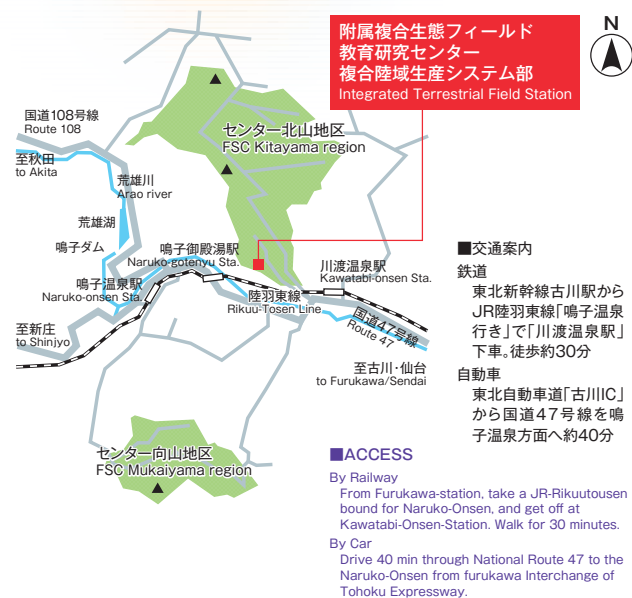 附属複合生態フィールド
教育研究センター
複合陸域生産システム部
Integrated Terrestrial Field Station
N
国道108号線
Route 108
センター北山地区
FSC Kitayama region
至秋田
to Akita
荒雄川
Arao river
荒雄湖
鳴子ダム
鳴子御殿湯駅
Naruko-gotenyu Sta.
川渡温泉駅
Kawatabi-onsen Sta.
鳴子温泉駅
Naruko-onsen Sta.
陸羽東線
Rikuu-Tosen Line
国道47号線
Route 47
至新庄
to Shinjyo
至古川・仙台
to Furukawa/Sendai
センター向山地区
FSC Mukaiyama region
■交通案内
鉄道
東北新幹線古川駅から
JR陸羽東線「鳴子温泉
行き」で「川渡温泉駅」
下車。徒歩約30分
自動車
東北自動車道「古川IC」
から国道47号線を鳴
子温泉方面へ約40分
■ACCESS
By Railway
From Furukawa-station, take a JR-Rikuutousen
bound for Naruko-Onsen, and get off at
Kawatabi-Onsen-Station. Walk for 30 minutes.
By Car
Drive 40 min through National Route 47 to the
Naruko-Onsen from furukawa Interchange of
Tohoku Expressway.